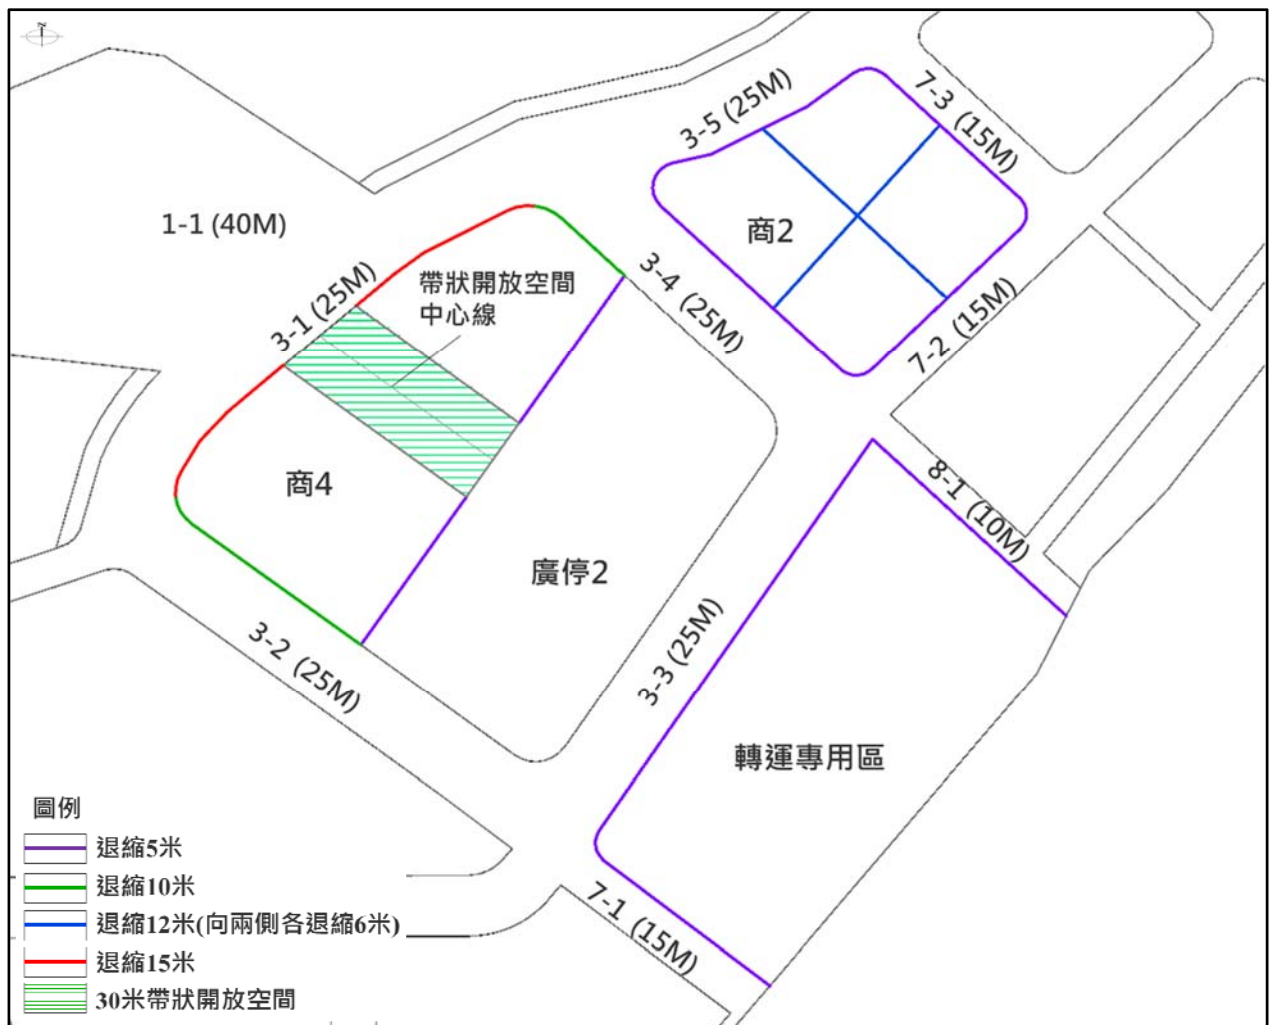 N
3-5 (25M)
7-3 (15M)
1-1 (40M)
商2
3-4 (25M)
帶狀開放空間
中心線
3-1 (25M)
7-2 (15M)
商4
8-1 (10M)
廣停2
3-2 (25M)
3-3 (25M)
轉運專用區
圖例
退縮5米
退縮10米
7-1 (15M)
退縮12米(向兩側各退縮6米)
退縮15米
30米帶狀開放空間